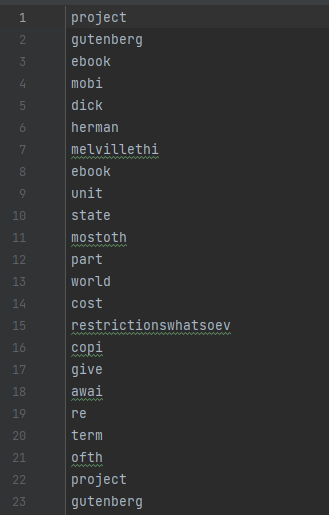 1 project
2 gutenberg
3 ebook
4 mobi
5 dick
6 herman
7 melvillethi
8 ebook
9 unit
10 state
11 mostoth
12 part
13 world
14 cost
15 restrictionswhatsoev
16 copi
17 give
18 awai
19 re
20 term
21 ofth
22 project
23 gutenberg